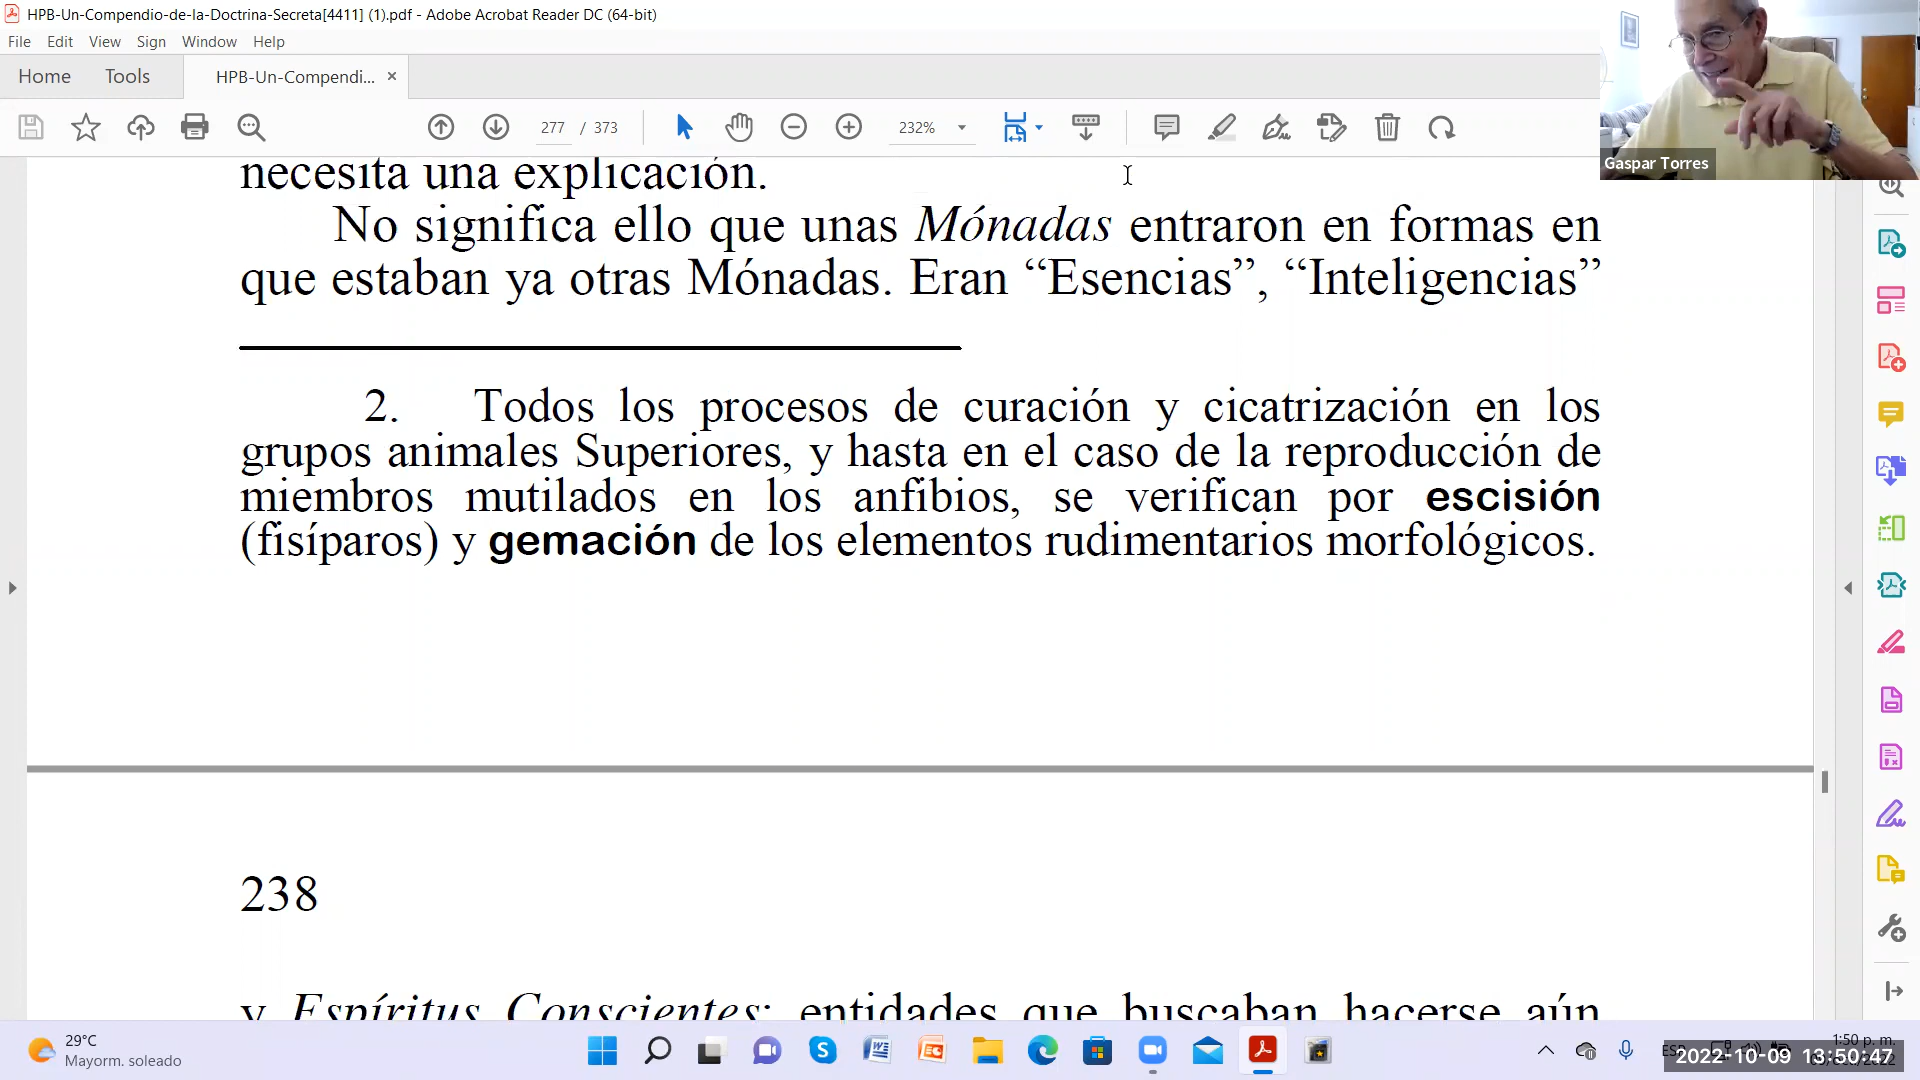 HPB-Un-Compendio-de-la-Doctrina-Secreta[4411] (1).pdf - Adobe Acrobat Reader DC (64-bit)
File Edit View Sign Window Help
Home Tools HPB-Un-Compendi... ×
277 / 373 232%
Gaspar Torres
necesita una explicación.
No significa ello que unas Mónadas entraron en formas en
que estaban ya otras Mónadas. Eran “Esencias”, “Inteligencias”
2. Todos los procesos de curación y cicatrización en los
grupos animales Superiores, y hasta en el caso de la reproducción de
miembros mutilados en los anfibios, se verifican por escisión
(fisíparos) y gemación de los elementos rudimentarios morfológicos.
238
y Espíritus Conscientes; entidades que buscaban hacerse aún
29°C
Mayorm. soleado
1:50 p. m.
2022-10-09 13:50:47